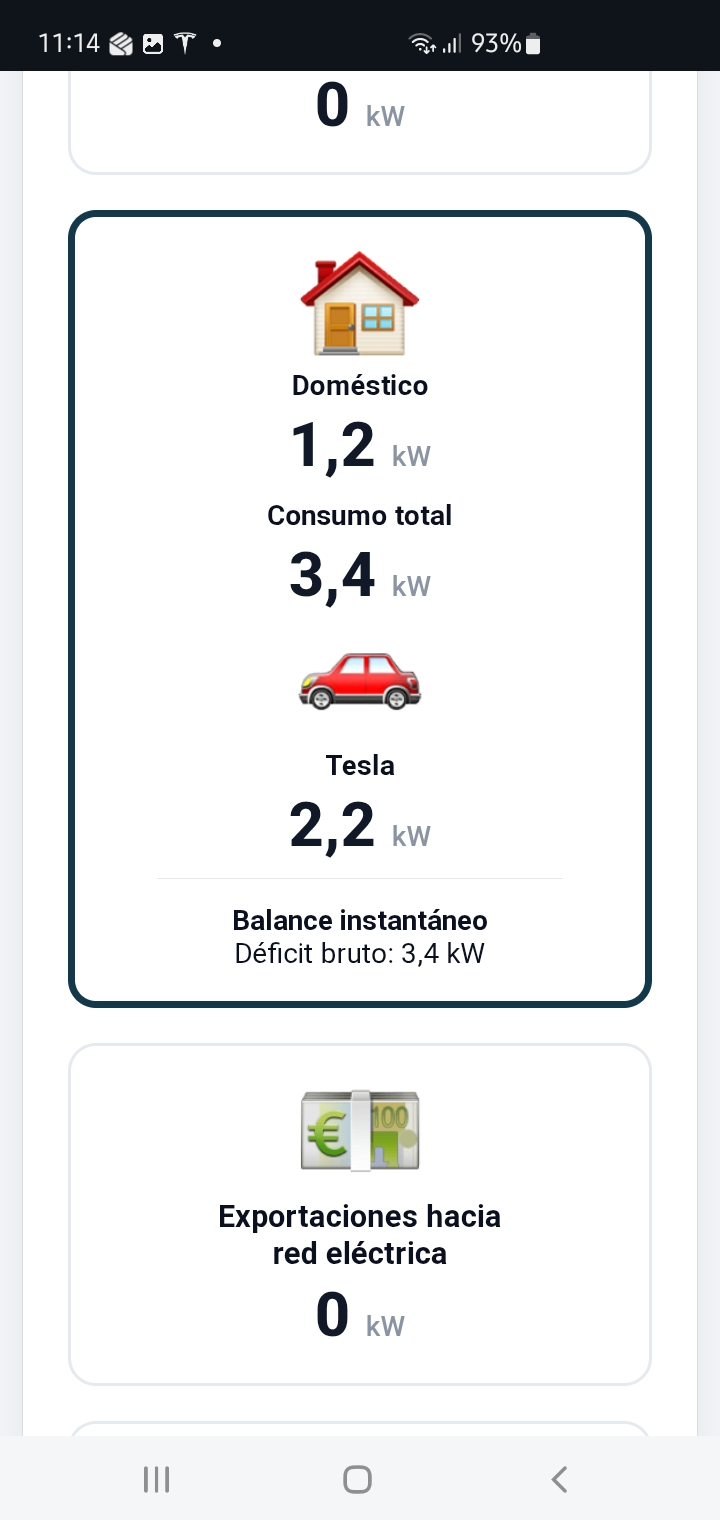 11:14
93%
0 kW
Doméstico
1,2 kW
Consumo total
3,4 kW
Tesla
2,2 kW
Balance instantáneo
Déficit bruto: 3,4 kW
€ 100
Exportaciones hacia
red eléctrica
0 kW